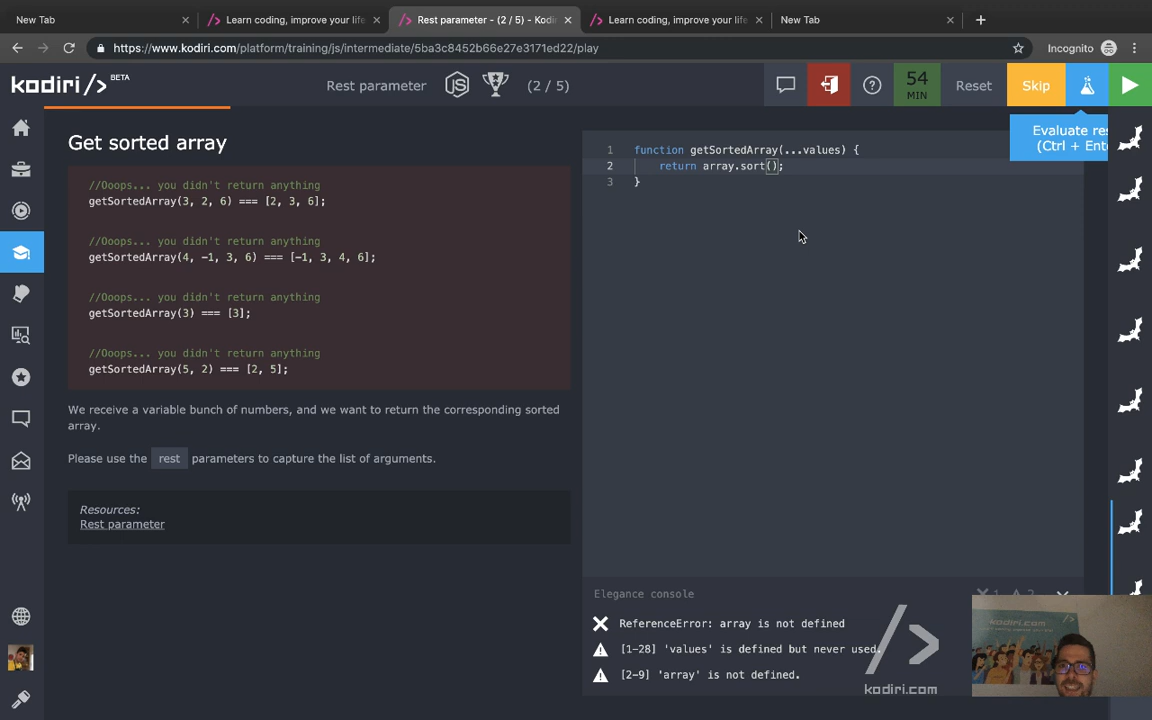 New Tab
Learn coding, improve your life
Rest parameter - (2 / 5) - Kodir
Learn coding, improve your life
New Tab
https://www.kodiri.com/platform/training/js/intermediate/5ba3c8452b66e27e3171ed22/play
Incognito
kodiri/> BETA
Rest parameter
(2 / 5)
54
MIN
Reset
Skip
Evaluate res
(Ctrl + Ente
Get sorted array
//Ooops... you didn't return anything
getSortedArray(3, 2, 6) === [2, 3, 6];
//Ooops... you didn't return anything
getSortedArray(4, -1, 3, 6) === [-1, 3, 4, 6];
//Ooops... you didn't return anything
getSortedArray(3) === [3];
//Ooops... you didn't return anything
getSortedArray(5, 2) === [2, 5];
We receive a variable bunch of numbers, and we want to return the corresponding sorted
array.
Please use the rest parameters to capture the list of arguments.
Resources:
Rest parameter
1 function getSortedArray(...values) {
2 return array.sort();
3 }
Elegance console
ReferenceError: array is not defined
[1-28] 'values' is defined but never used.
[2-9] 'array' is not defined.
/>
kodiri.com
kodiri.com